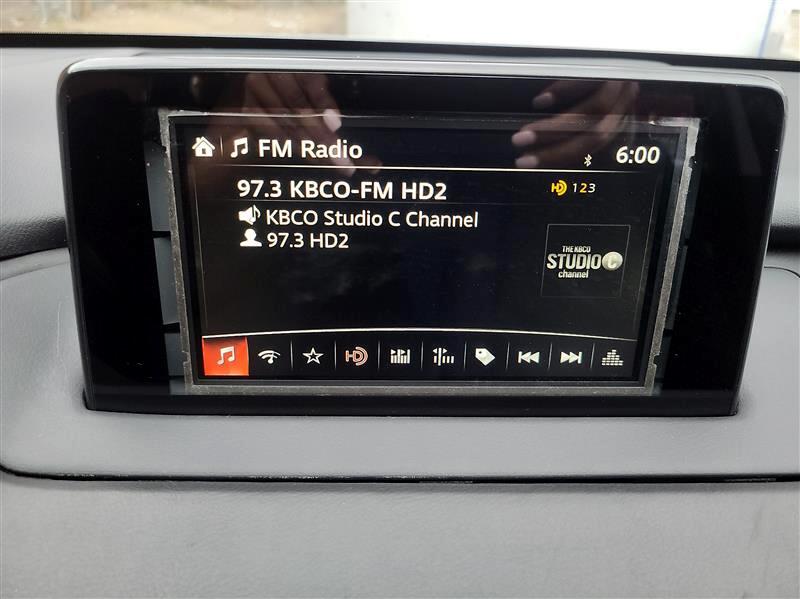 FM Radio
6:00
97.3 KBCO-FM HD2
HD 123
KBCO Studio C Channel
97.3 HD2
THE KBCO
STUDIO C
channel
HD